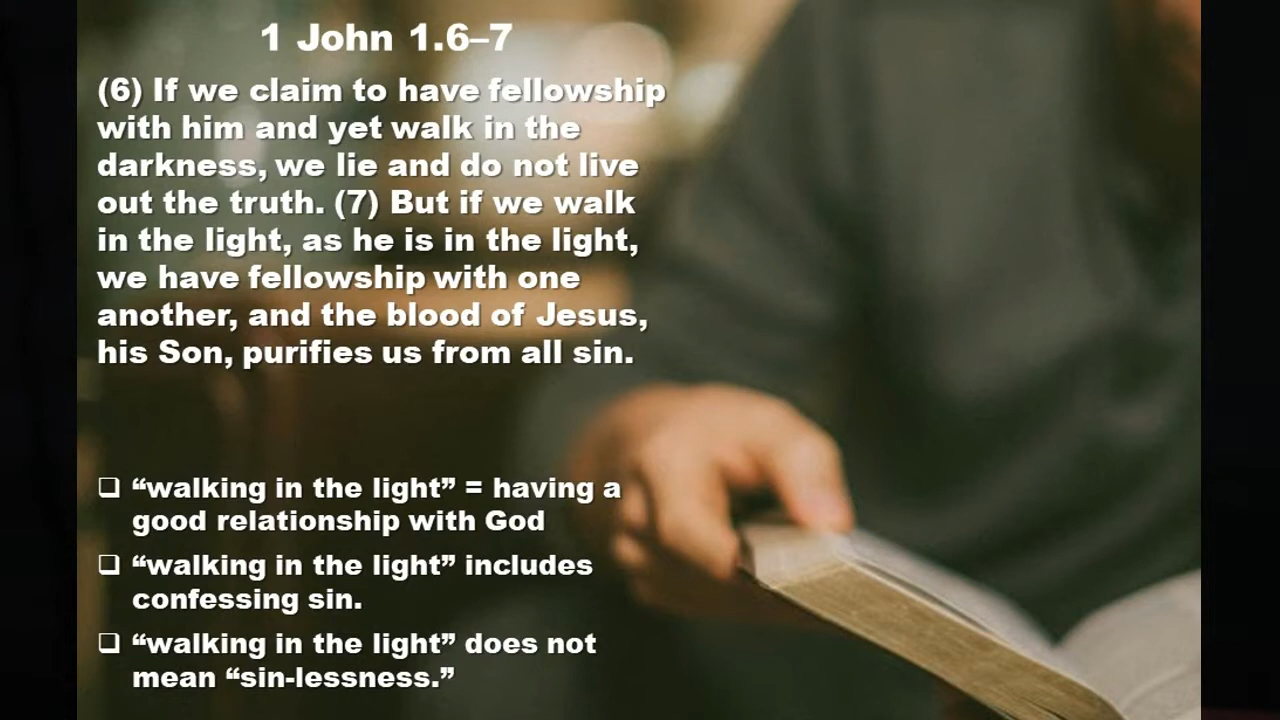 1 John 1.6–7
(6) If we claim to have fellowship
with him and yet walk in the
darkness, we lie and do not live
out the truth. (7) But if we walk
in the light, as he is in the light,
we have fellowship with one
another, and the blood of Jesus,
his Son, purifies us from all sin.
❑ “walking in the light” = having a
good relationship with God
❑ “walking in the light” includes
confessing sin.
❑ “walking in the light” does not
mean “sin-lessness.”